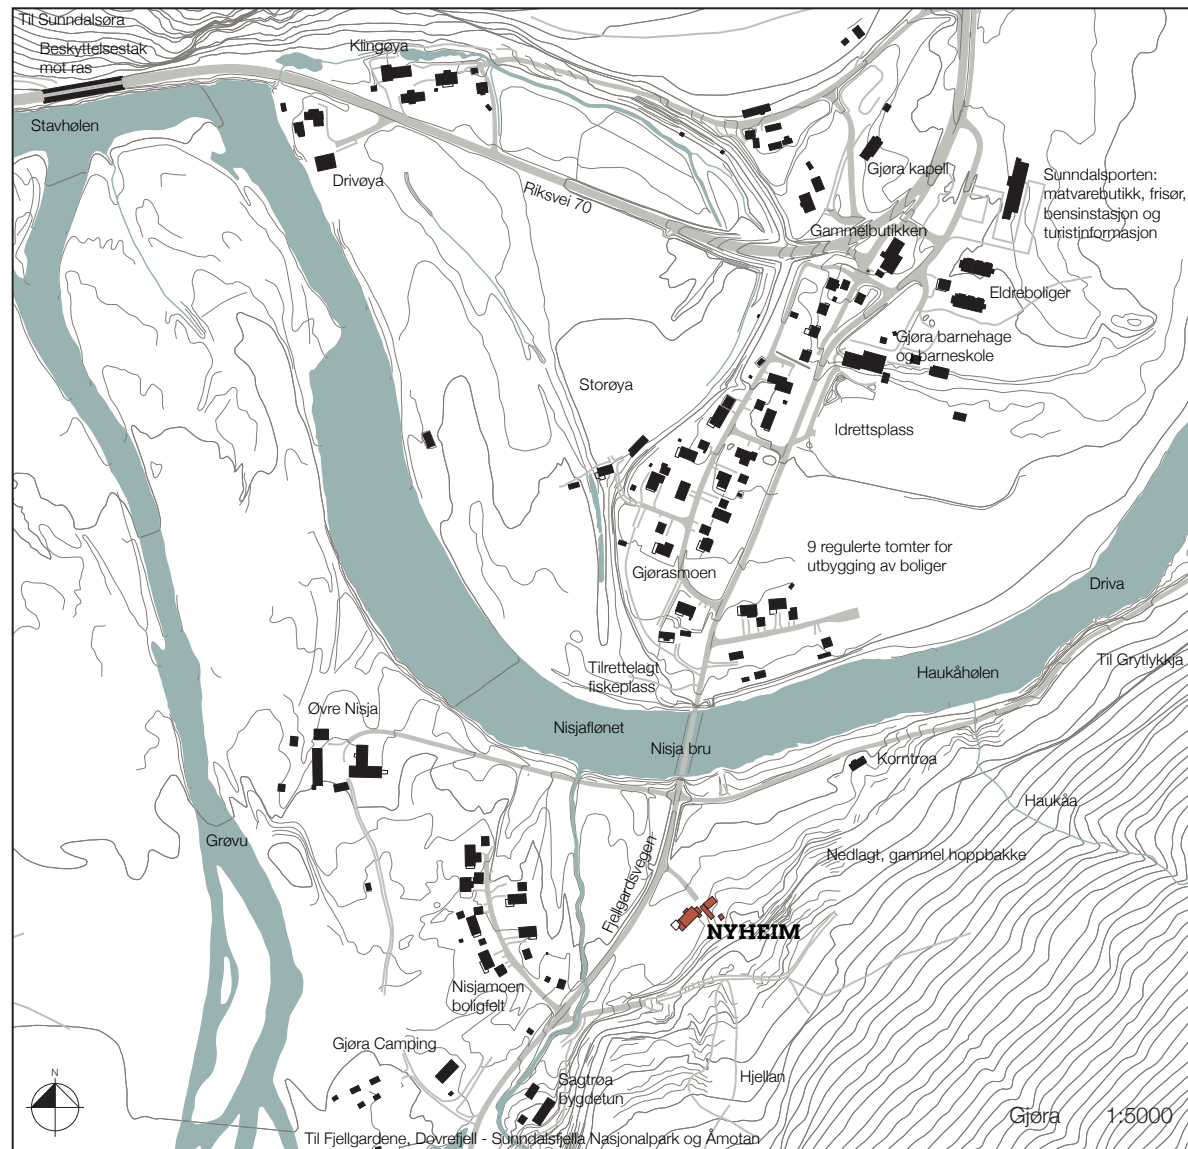 Til Sunndalsøra
Beskyttelsestak
mot ras
Klingøya
Stavhølen
Drivøya
Riksvei 70
Gjøra kapell
Sunndalsporten:
matvarebutikk, frisør,
bensinstasjon og
turistinformasjon
Gammelbutikken
Eldreboliger
Gjøra barnehage
og barneskole
Storøya
Idrettsplass
9 regulerte tomter for
utbygging av boliger
Gjørasmoen
Driva
Tilrettelagt
fiskeplass
Til Grytlykkja
Haukåhølen
Øvre Nisja
Nisjaflønet
Nisja bru
Korntrøa
Haukåa
Grøvu
Fjellgardsvegen
Nedlagt, gammel hoppbakke
NYHEIM
Nisjamoen
boligfelt
Gjøra Camping
Sagtrøa
bygdetun
Hjellan
N
Gjøra 1:5000
Til Fjellgardene, Dovrefjell - Sunndalsfjella Nasjonalpark og Åmotan